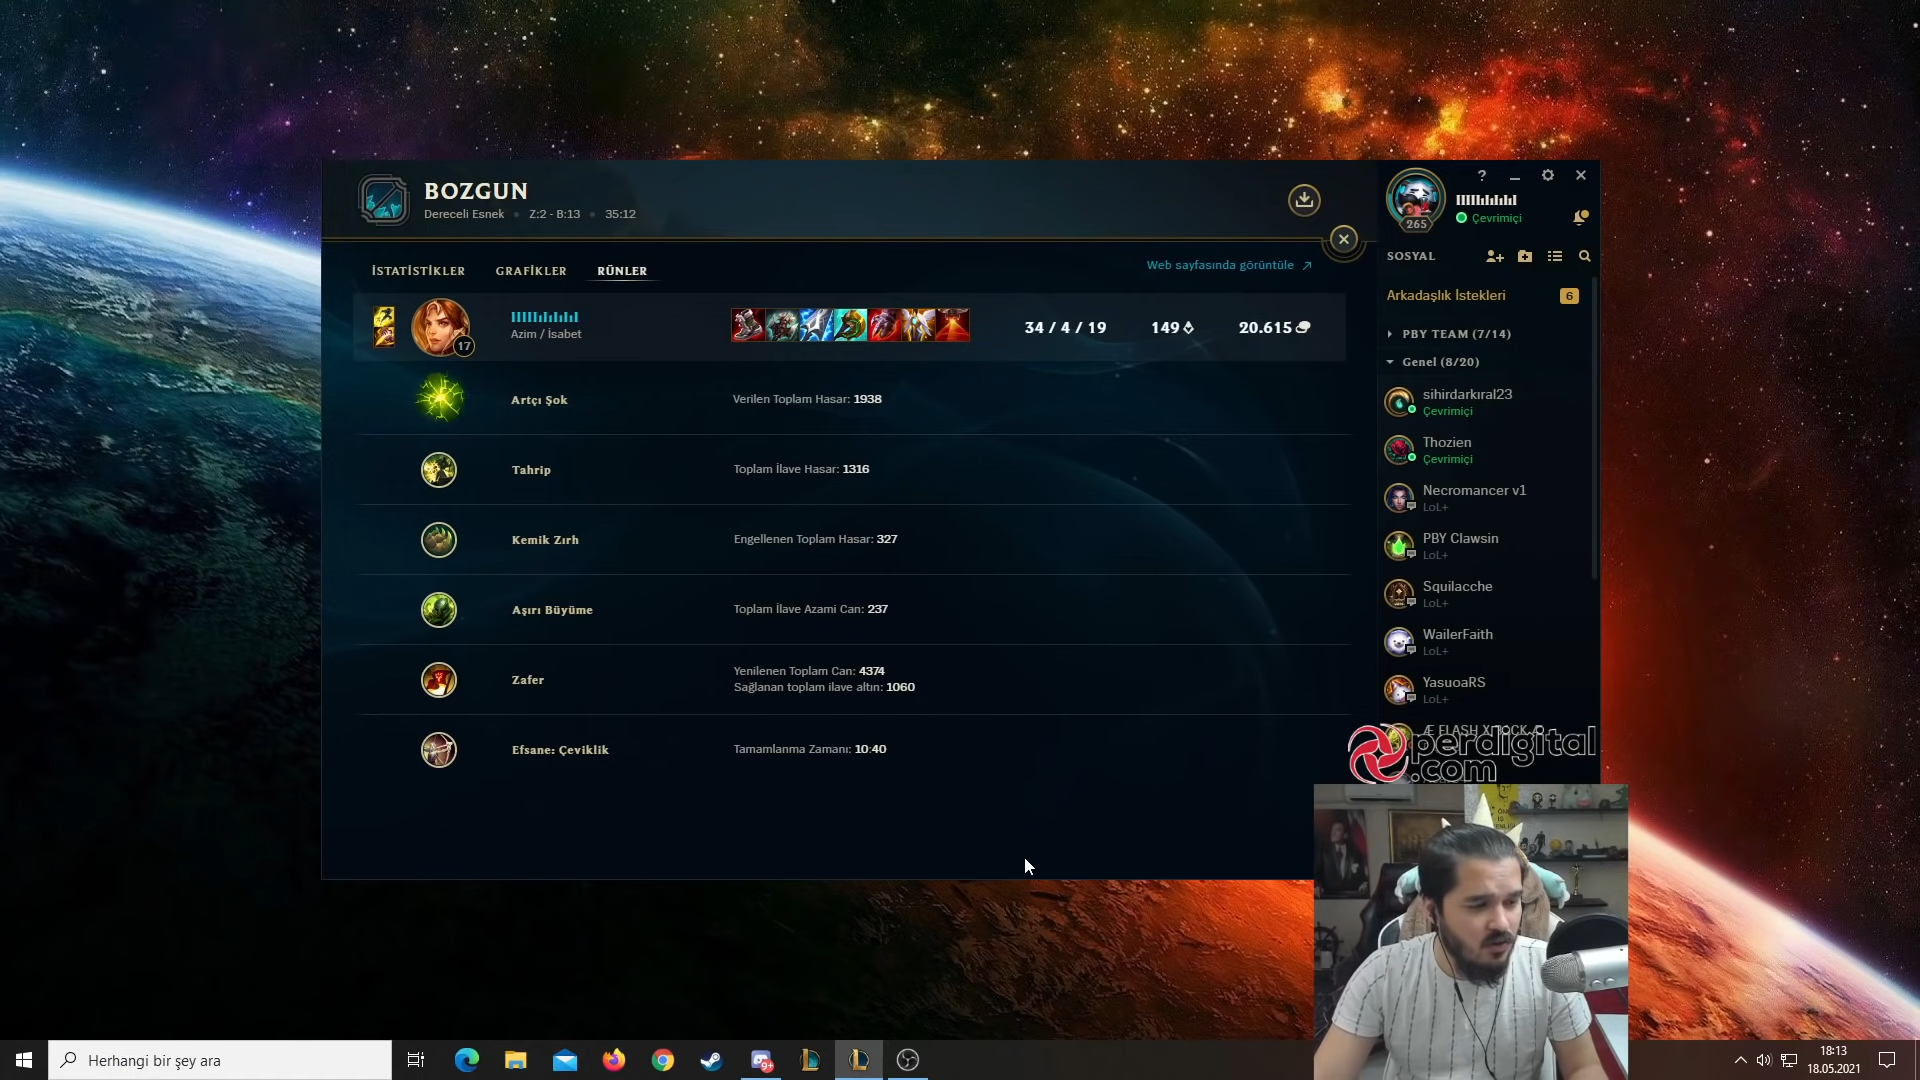 BOZGUN
Dereceli Esnek • Z:2 - B:13 • 35:12
İSTATİSTİKLER GRAFİKLER RÜNLER
Web sayfasında görüntüle
17
Azim / İsabet
34 / 4 / 19
149
20.615
Artçı Şok
Verilen Toplam Hasar: 1938
Tahrip
Toplam İlave Hasar: 1316
Kemik Zırh
Engellenen Toplam Hasar: 327
Aşırı Büyüme
Toplam İlave Azami Can: 237
Zafer
Yenilenen Toplam Can: 4374
Sağlanan toplam ilave altın: 1060
Efsane: Çeviklik
Tamamlanma Zamanı: 10:40
265
Çevrimiçi
SOSYAL
Arkadaşlık İstekleri 6
PBY TEAM (7/14)
Genel (8/20)
sihirdarkıral23
Çevrimiçi
Thozien
Çevrimiçi
Necromancer v1
LoL+
PBY Clawsin
LoL+
Squilacche
LoL+
WailerFaith
LoL+
YasuoaRS
LoL+
perdigital
.com
Herhangi bir şey ara
9+
18:13
18.05.2021